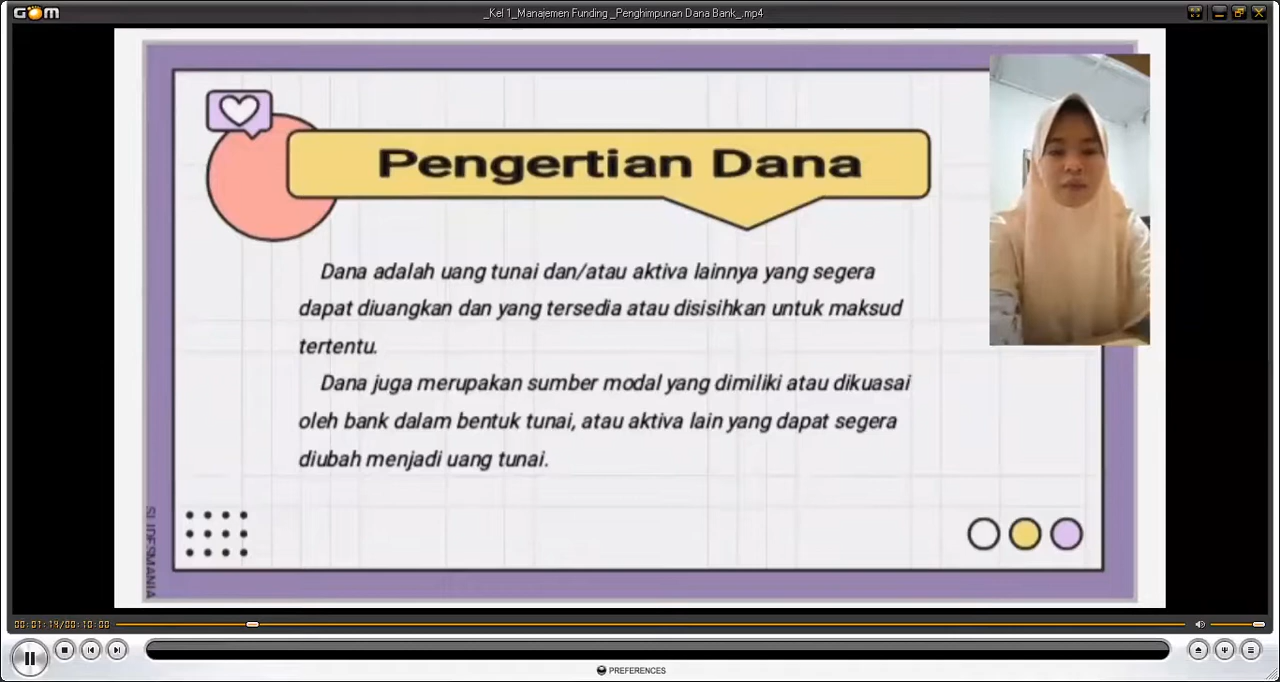 GOM
_Kel 1_Manajemen Funding _Penghimpunan Dana Bank_.mp4
Pengertian Dana
Dana adalah uang tunai dan/atau aktiva lainnya yang segera
dapat diuangkan dan yang tersedia atau disisihkan untuk maksud
tertentu.
Dana juga merupakan sumber modal yang dimiliki atau dikuasai
oleh bank dalam bentuk tunai, atau aktiva lain yang dapat segera
diubah menjadi uang tunai.
SLIDESMANIA
00:01:19/00:10:00
PREFERENCES